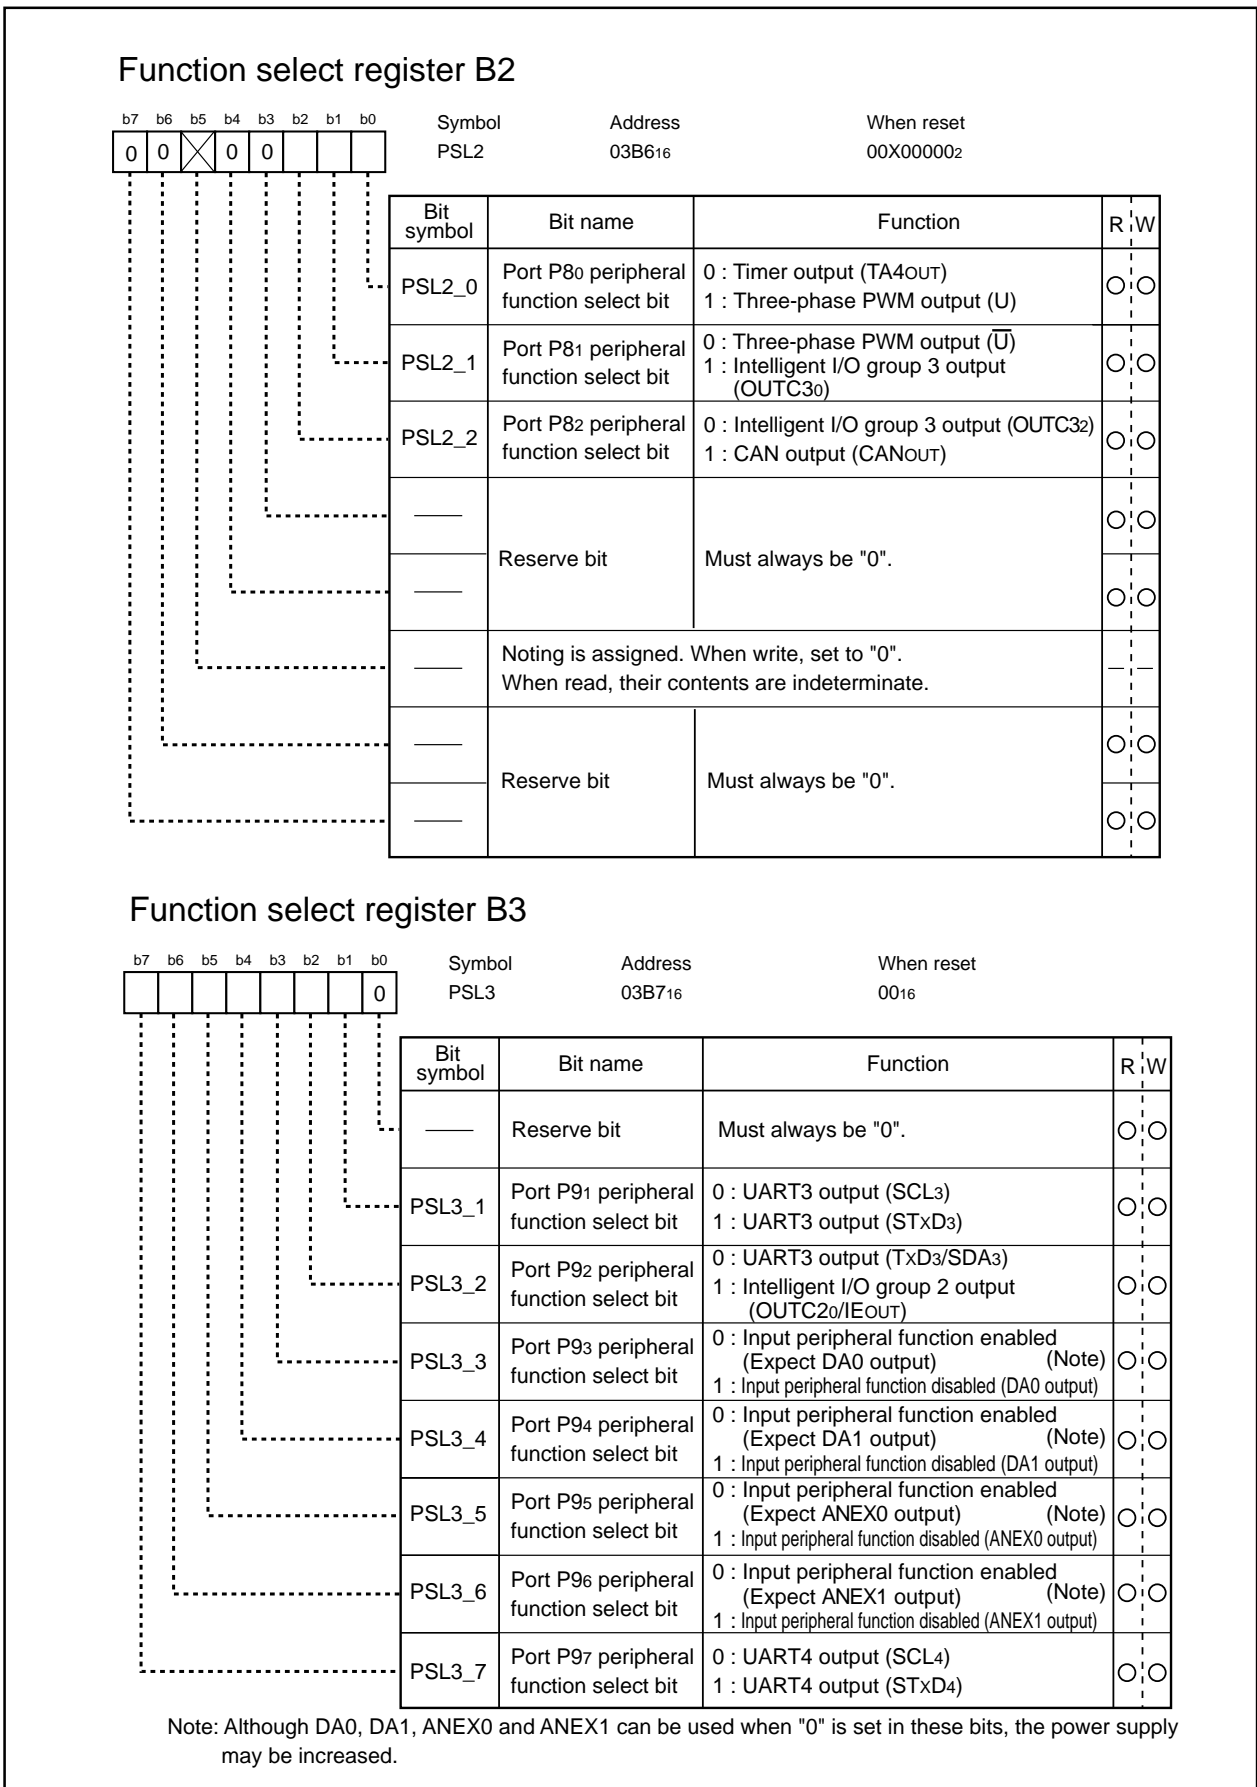 Function select register B2
b7 b6 b5 b4 b3 b2 b1 b0
Symbol Address When reset
0 0 0 0
PSL2 03B616 00X000002
Bit symbol Bit name Function R W
PSL2_0
Port P80 peripheral
function select bit
0 : Timer output (TA4OUT)
1 : Three-phase PWM output (U)
PSL2_1
Port P81 peripheral
function select bit
0 : Three-phase PWM output (U̅)
1 : Intelligent I/O group 3 output
(OUTC30)
PSL2_2
Port P82 peripheral
function select bit
0 : Intelligent I/O group 3 output (OUTC32)
1 : CAN output (CANOUT)
Reserve bit
Must always be "0".
Noting is assigned. When write, set to "0".
When read, their contents are indeterminate.
Reserve bit
Must always be "0".
Function select register B3
b7 b6 b5 b4 b3 b2 b1 b0
Symbol Address When reset
0
PSL3 03B716 0016
Bit symbol Bit name Function R W
Reserve bit
Must always be "0".
PSL3_1
Port P91 peripheral
function select bit
0 : UART3 output (SCL3)
1 : UART3 output (STxD3)
PSL3_2
Port P92 peripheral
function select bit
0 : UART3 output (TxD3/SDA3)
1 : Intelligent I/O group 2 output
(OUTC20/IEOUT)
PSL3_3
Port P93 peripheral
function select bit
0 : Input peripheral function enabled
(Expect DA0 output) (Note)
1 : Input peripheral function disabled (DA0 output)
PSL3_4
Port P94 peripheral
function select bit
0 : Input peripheral function enabled
(Expect DA1 output) (Note)
1 : Input peripheral function disabled (DA1 output)
PSL3_5
Port P95 peripheral
function select bit
0 : Input peripheral function enabled
(Expect ANEX0 output) (Note)
1 : Input peripheral function disabled (ANEX0 output)
PSL3_6
Port P96 peripheral
function select bit
0 : Input peripheral function enabled
(Expect ANEX1 output) (Note)
1 : Input peripheral function disabled (ANEX1 output)
PSL3_7
Port P97 peripheral
function select bit
0 : UART4 output (SCL4)
1 : UART4 output (STxD4)
Note: Although DA0, DA1, ANEX0 and ANEX1 can be used when "0" is set in these bits, the power supply
may be increased.